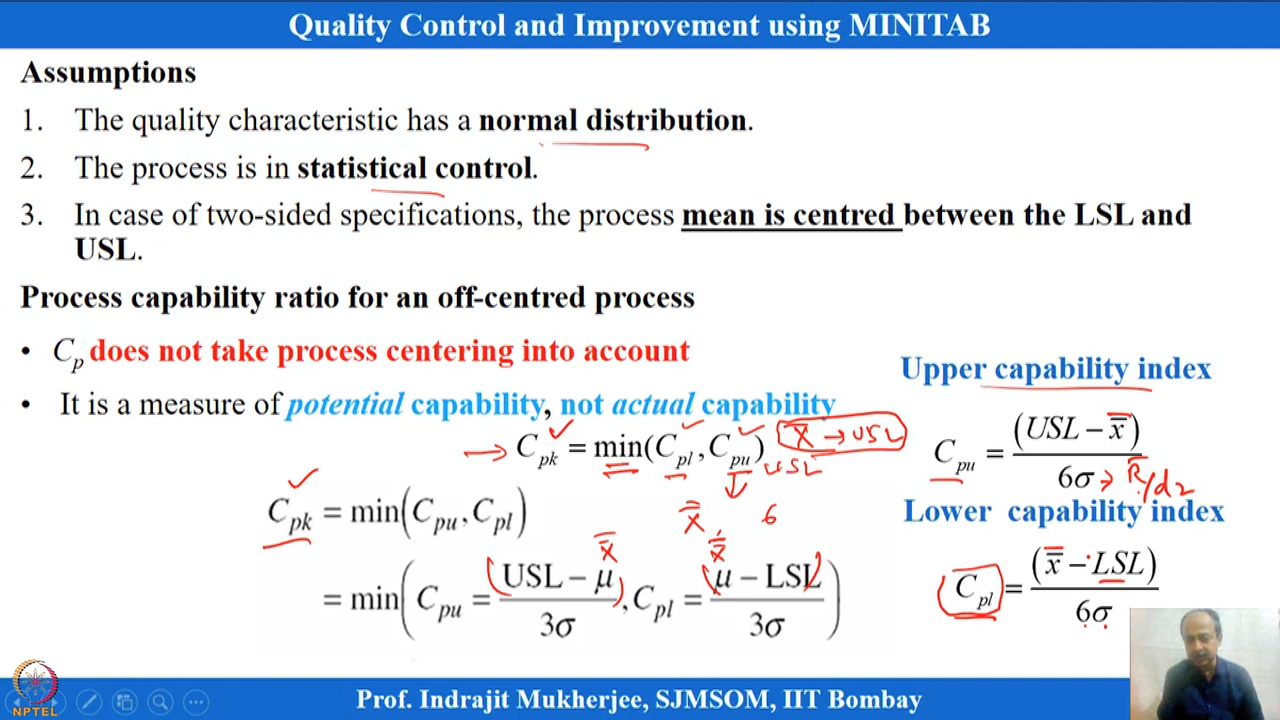 Quality Control and Improvement using MINITAB
Assumptions
1. The quality characteristic has a normal distribution.
2. The process is in statistical control.
3. In case of two-sided specifications, the process mean is centred between the LSL and
USL.
Process capability ratio for an off-centred process
• Cp does not take process centering into account
• It is a measure of potential capability, not actual capability
Cpk = min(Cpl, Cpu) x̄ → USL
USL
x̿ 6
Cpk = min(Cpu, Cpl)
x̿ x̿
= min(Cpu = (USL − μ)/3σ, Cpl = (μ − LSL)/3σ)
Upper capability index
Cpu = (USL − x̿)/6σ → R̄/d2
Lower capability index
Cpl = (x̿ − LSL)/6σ
NPTEL
Prof. Indrajit Mukherjee, SJMSOM, IIT Bombay